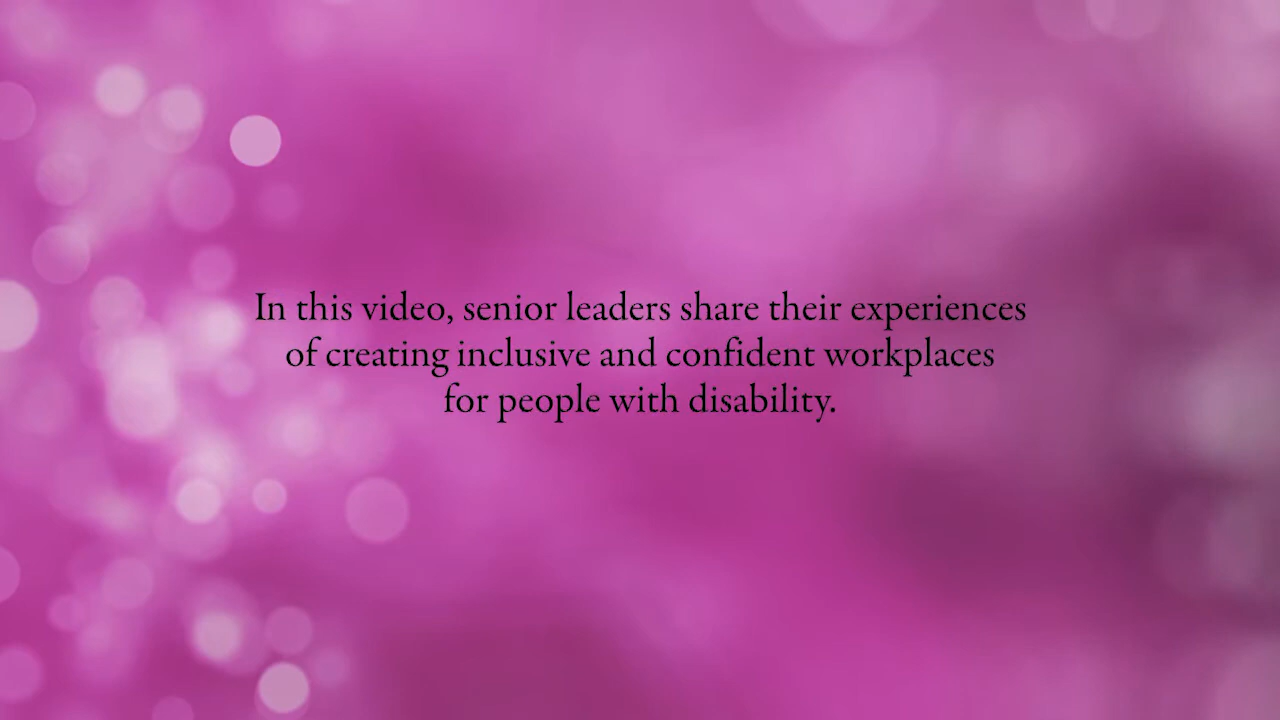 In this video, senior leaders share their experiences
of creating inclusive and confident workplaces
for people with disability.